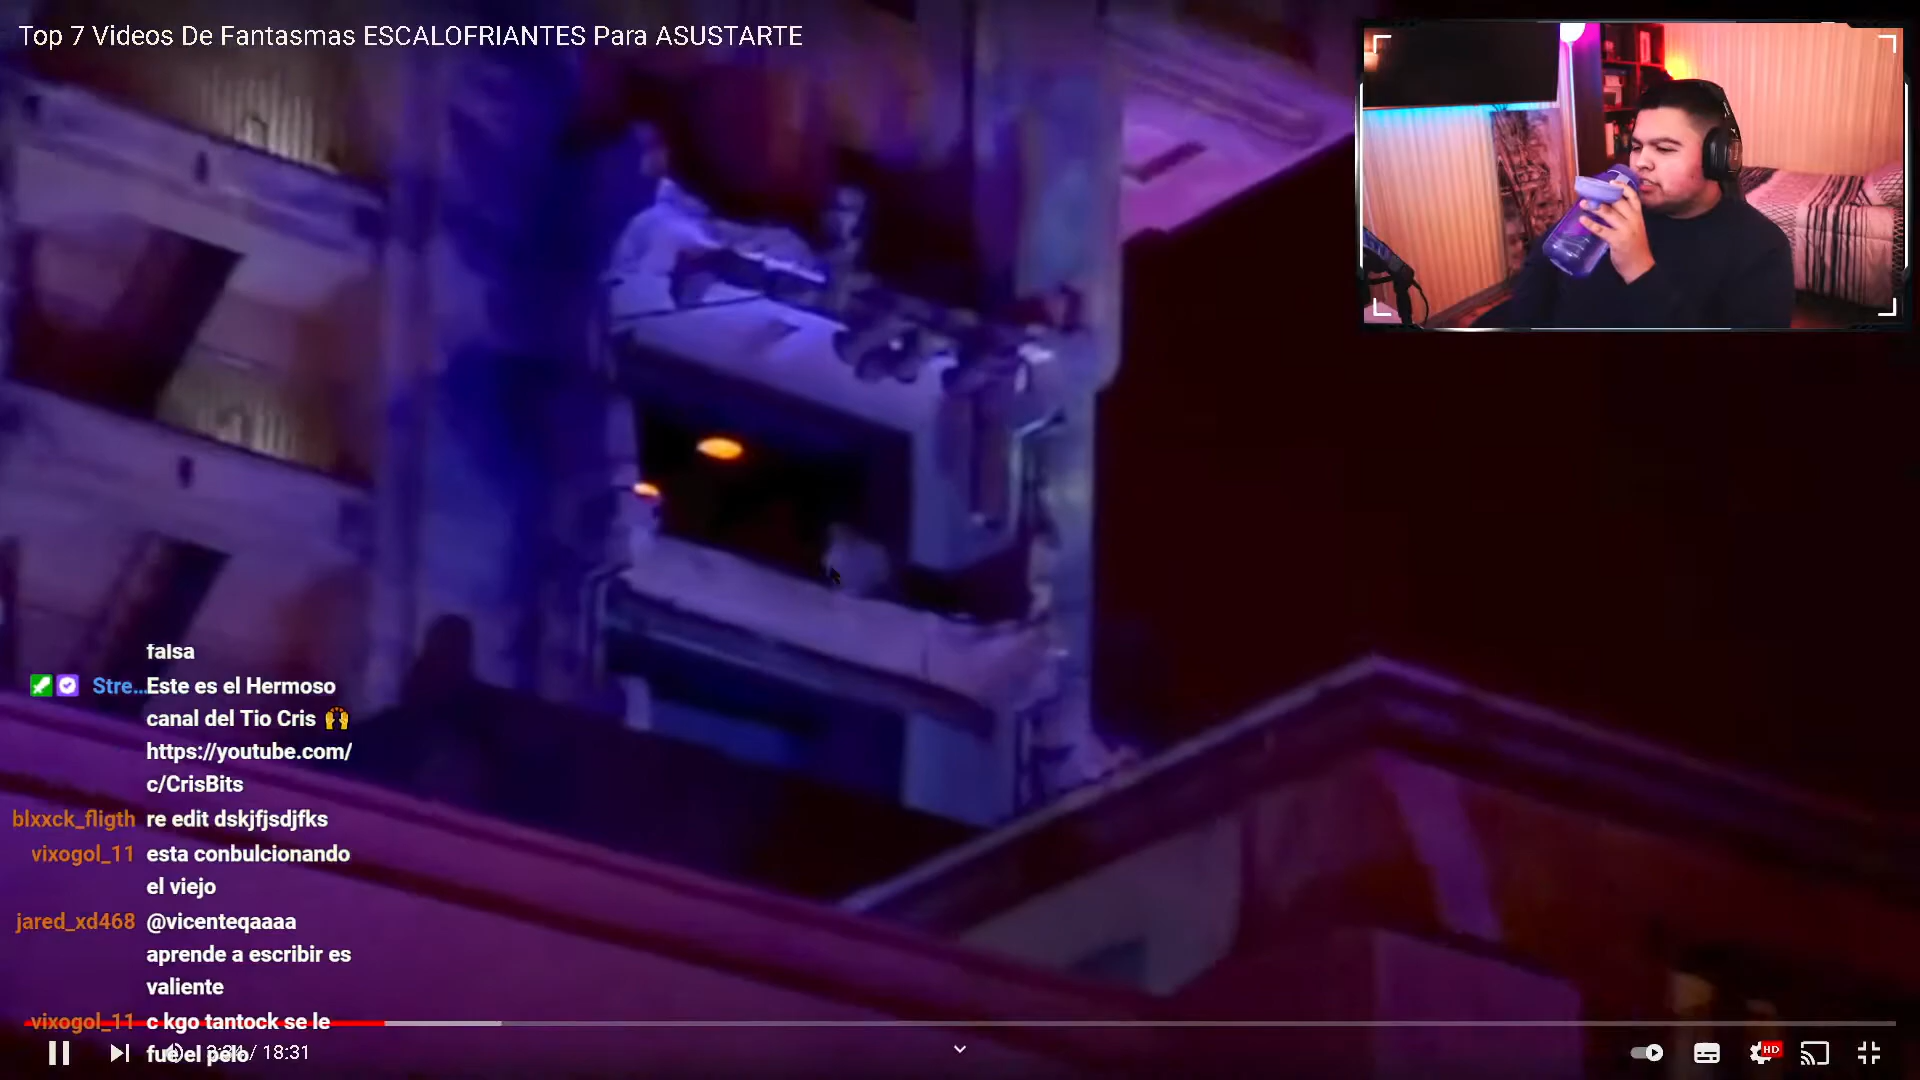 Top 7 Videos De Fantasmas ESCALOFRIANTES Para ASUSTARTE
falsa
Stre... Este es el Hermoso
canal del Tio Cris 🙌
https://youtube.com/
c/CrisBits
blxxck_fligth re edit dskjfjsdjfks
vixogol_11 esta conbulcionando
el viejo
jared_xd468 @vicenteqaaaa
aprende a escribir es
valiente
vixogol_11 c kgo tantock se le
fue el pelo
/ 18:31
HD